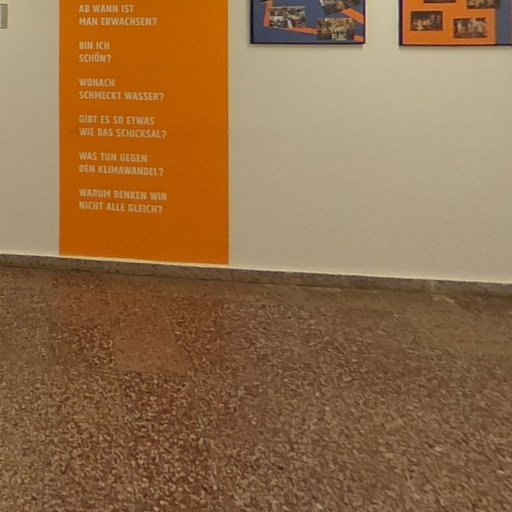 AB WANN IST
MAN ERWACHSEN?
BIN ICH
SCHÖN?
WONACH
SCHMECKT WASSER?
GIBT ES SO ETWAS
WIE DAS SCHICKSAL?
WAS TUN GEGEN
DEN KLIMAWANDEL?
WARUM DENKEN WIR
NICHT ALLE GLEICH?